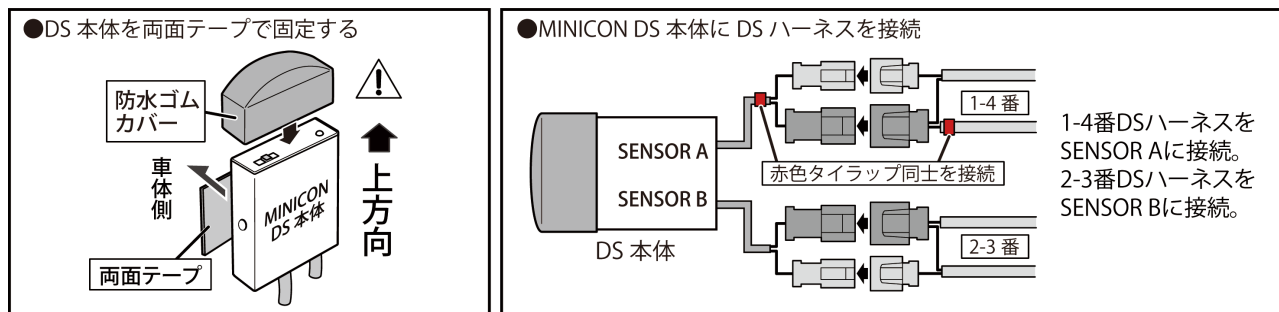 ●DS 本体を両面テープで固定する
防水ゴム
カバー
車体側
MINICON
DS 本体
上方向
両面テープ
●MINICON DS 本体に DS ハーネスを接続
SENSOR A
SENSOR B
DS 本体
1-4 番
赤色タイラップ同士を接続
2-3 番
1-4番DSハーネスを
SENSOR Aに接続。
2-3番DSハーネスを
SENSOR Bに接続。